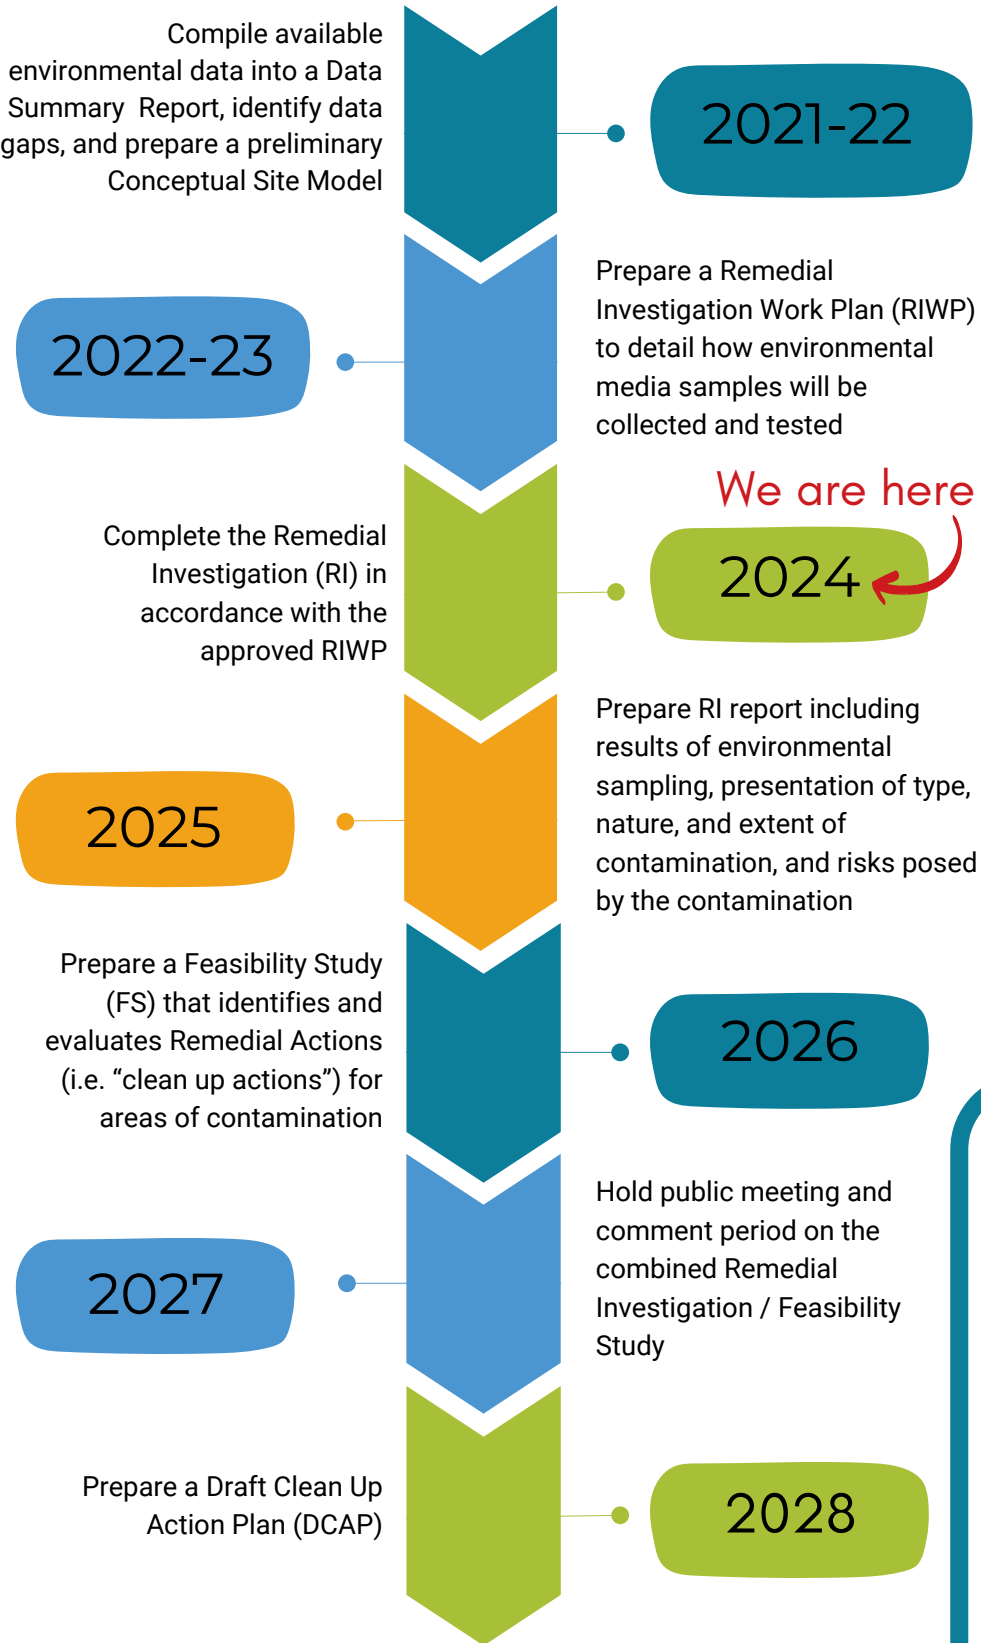 Compile available
environmental data into a Data
Summary Report, identify data
gaps, and prepare a preliminary
Conceptual Site Model
2021-22
2022-23
Prepare a Remedial
Investigation Work Plan (RIWP)
to detail how environmental
media samples will be
collected and tested
We are here
Complete the Remedial
Investigation (RI) in
accordance with the
approved RIWP
2024
2025
Prepare RI report including
results of environmental
sampling, presentation of type,
nature, and extent of
contamination, and risks posed
by the contamination
Prepare a Feasibility Study
(FS) that identifies and
evaluates Remedial Actions
(i.e. “clean up actions”) for
areas of contamination
2026
2027
Hold public meeting and
comment period on the
combined Remedial
Investigation / Feasibility
Study
Prepare a Draft Clean Up
Action Plan (DCAP)
2028